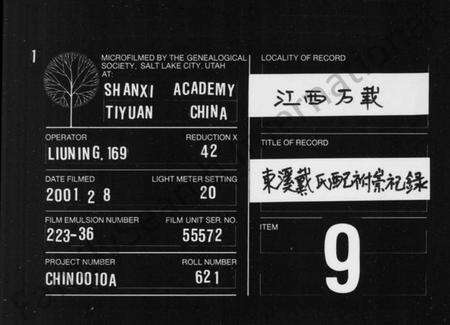 1
MICROFILMED BY THE GENEALOGICAL
SOCIETY, SALT LAKE CITY, UTAH
AT:
SHANXI ACADEMY
TIYUAN CHINA
OPERATOR REDUCTION X
LIUNING, 169 42
DATE FILMED LIGHT METER SETTING
2001 2 8 20
FILM EMULSION NUMBER FILM UNIT SER. NO.
223-36 55572
PROJECT NUMBER ROLL NUMBER
CHIN0010A 621
LOCALITY OF RECORD
江西万载
TITLE OF RECORD
東溪戴氏配祔崇祀録
ITEM
9